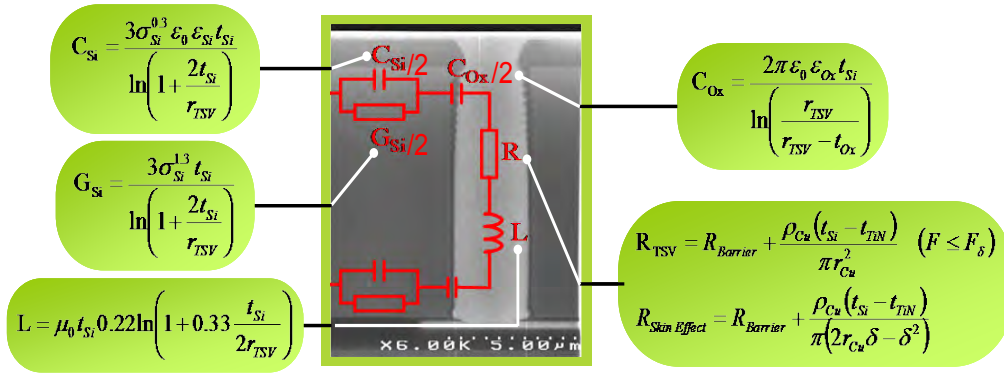 C_Si = 3σ_Si^0.3 ε_0 ε_Si t_Si / ln(1 + 2t_Si / r_TSV)
G_Si = 3σ_Si^1.3 t_Si / ln(1 + 2t_Si / r_TSV)
L = μ_0 t_Si 0.22 ln(1 + 0.33 t_Si / 2r_TSV)
C_Si/2
C_Ox/2
G_Si/2
R
L
X6.00K 5.00μm
C_Ox = 2π ε_0 ε_Ox t_Si / ln(r_TSV / r_TSV − t_Ox)
R_TSV = R_Barrier + ρ_Cu(t_Si − t_TiN) / π r_Cu^2 (F ≤ F_δ)
R_Skin Effect = R_Barrier + ρ_Cu(t_Si − t_TiN) / π(2r_Cu δ − δ^2)